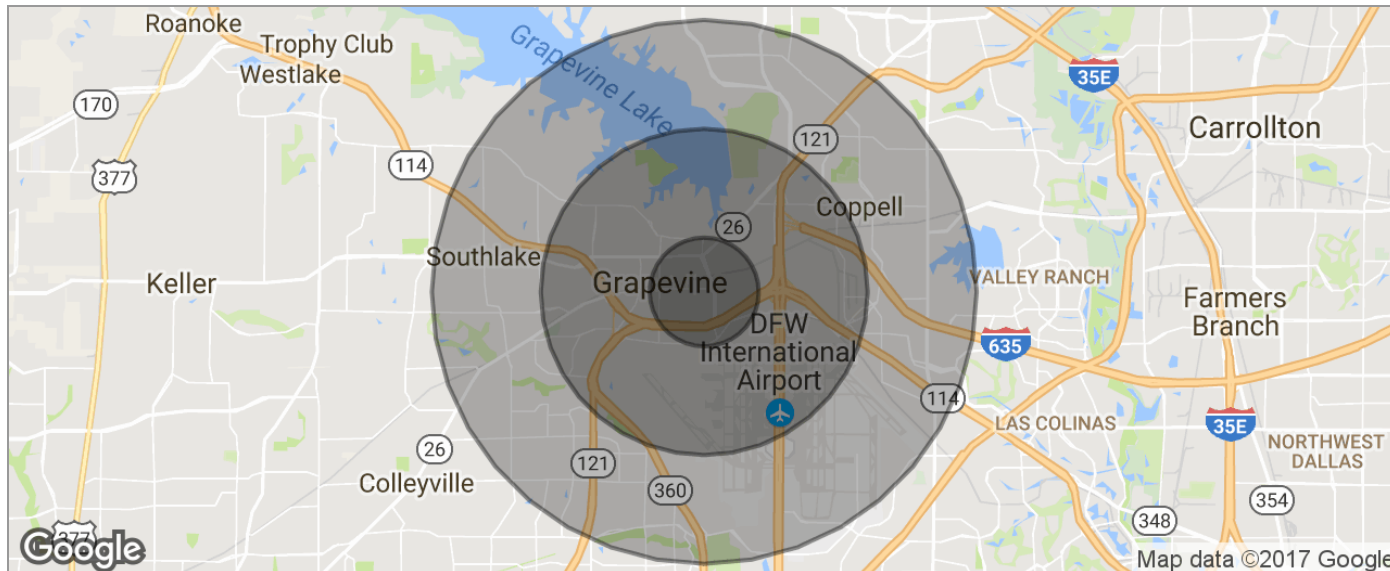 Roanoke
Trophy Club
Westlake
Grapevine Lake
35E
170
Carrollton
121
114
377
Coppell
26
Southlake
VALLEY RANCH
Keller
Grapevine
Farmers
Branch
DFW
International
Airport
635
114
LAS COLINAS
35E
NORTHWEST
DALLAS
26
121
Colleyville
360
354
348
377
Google
Map data ©2017 Google